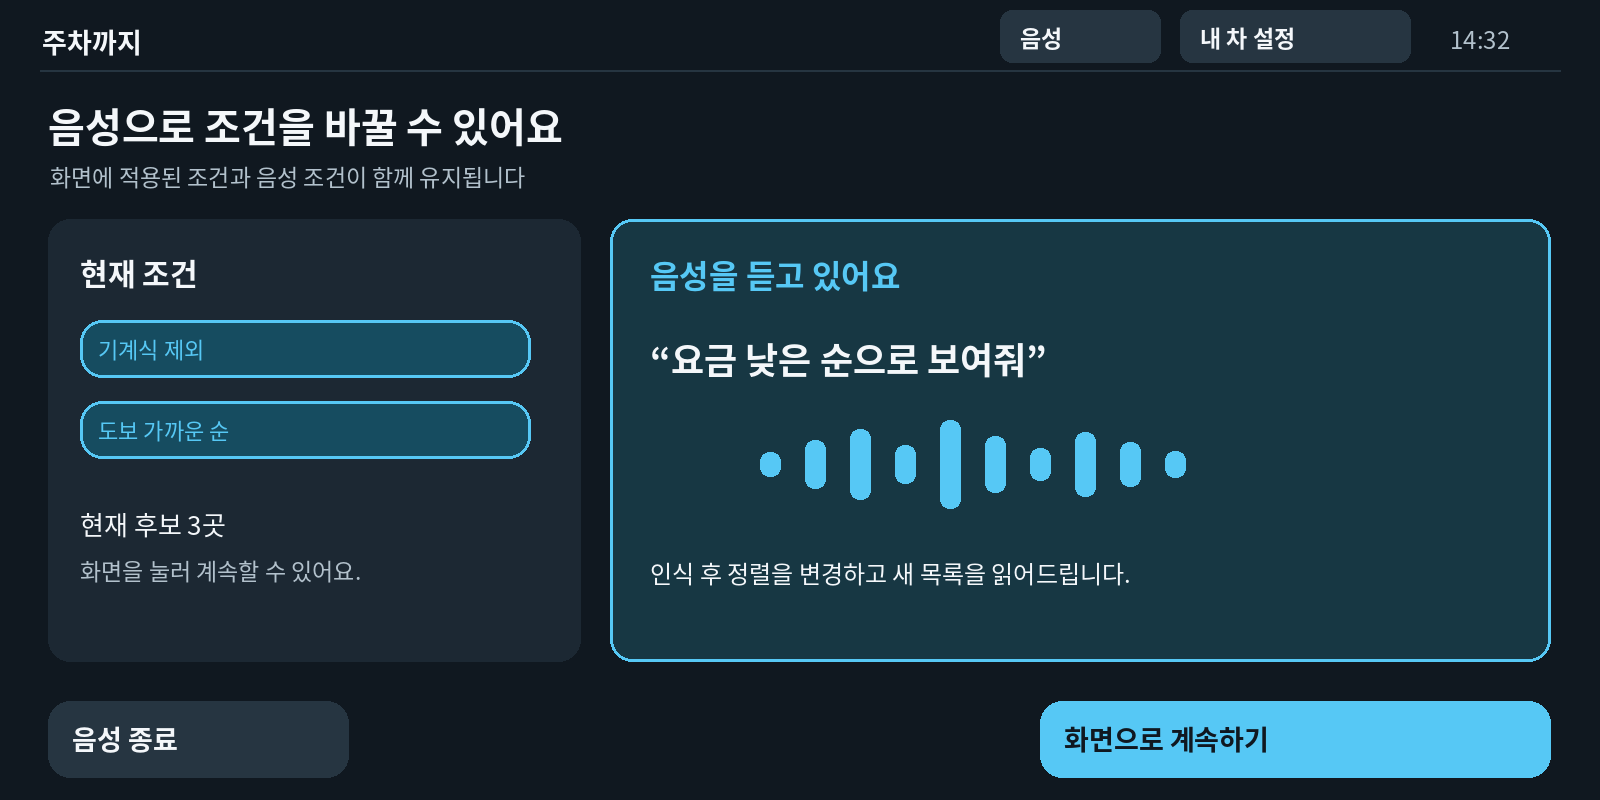 주차까지
음성
내 차 설정
14:32
음성으로 조건을 바꿀 수 있어요
화면에 적용된 조건과 음성 조건이 함께 유지됩니다
현재 조건
기계식 제외
도보 가까운 순
현재 후보 3곳
화면을 눌러 계속할 수 있어요.
음성을 듣고 있어요
“요금 낮은 순으로 보여줘”
인식 후 정렬을 변경하고 새 목록을 읽어드립니다.
음성 종료
화면으로 계속하기